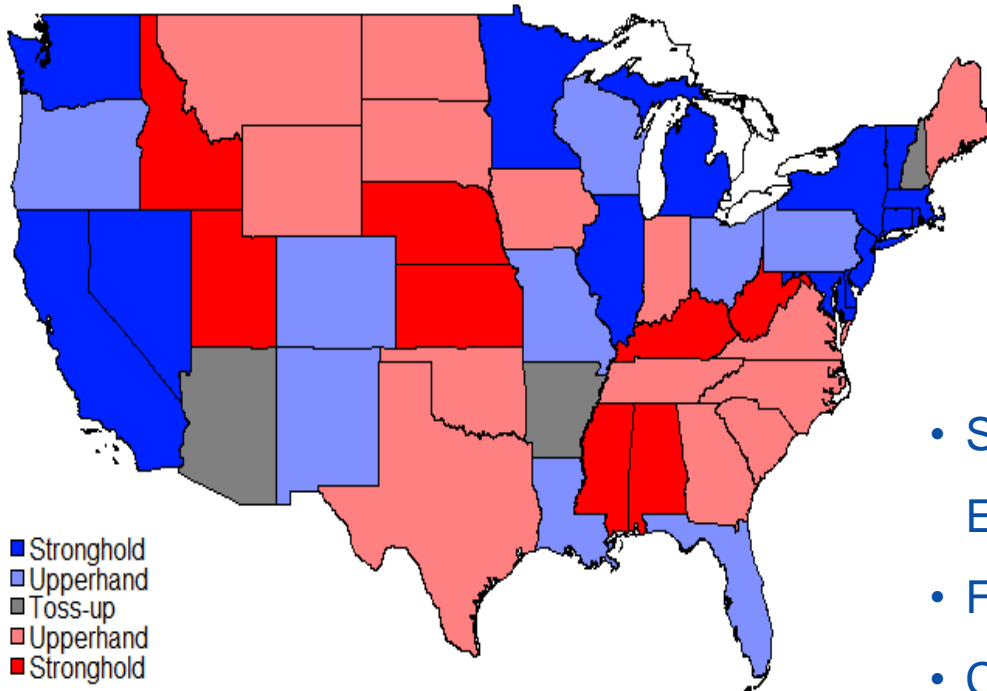 Stronghold
Upperhand
Toss-up
Upperhand
Stronghold
• S
E
• F